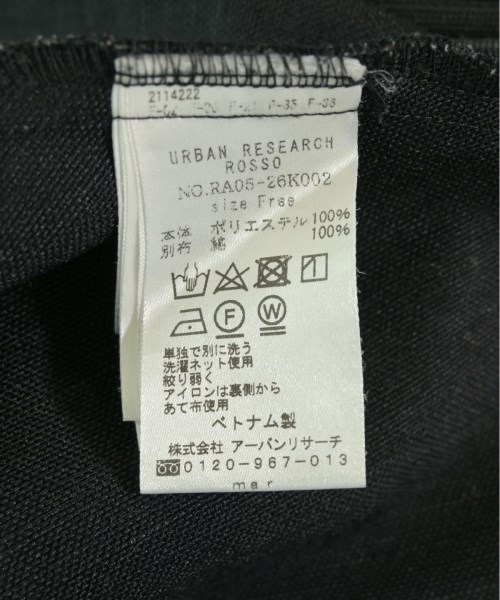 2114222
URBAN RESEARCH
ROSSO
NO.RA05-26K002
size Free
本体 ポリエステル 100%
別布 綿 100%
F W
単独で別に洗う
洗濯ネット使用
絞り弱く
アイロンは裏側から
あて布使用
ベトナム製
株式会社 アーバンリサーチ
0120-967-013
mar